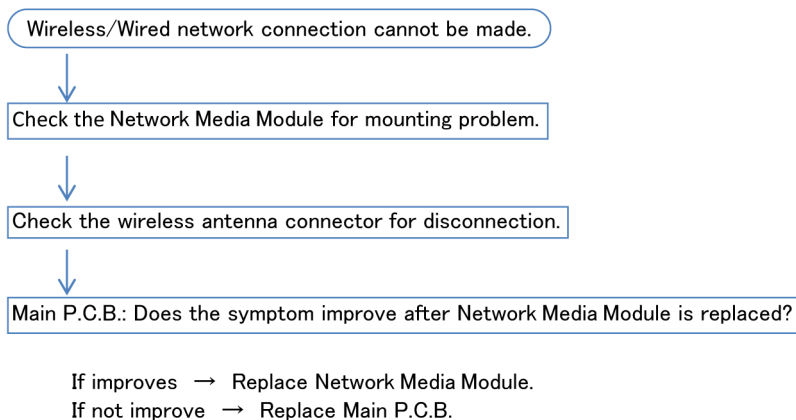 Wireless/Wired network connection cannot be made.
Check the Network Media Module for mounting problem.
Check the wireless antenna connector for disconnection.
Main P.C.B.: Does the symptom improve after Network Media Module is replaced?
If improves → Replace Network Media Module.
If not improve → Replace Main P.C.B.